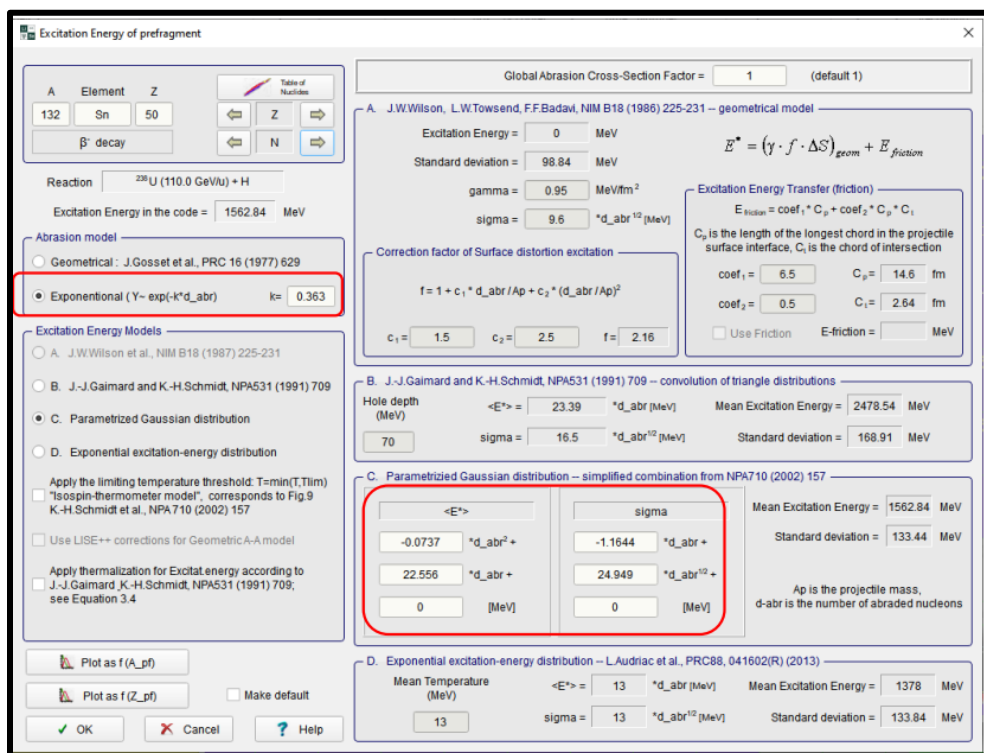 Excitation Energy of prefragment
A Element Z
Table of Nuclides
132 Sn 50
Z
β⁻ decay
N
Reaction ²³⁸U (110.0 GeV/u) + H
Excitation Energy in the code = 1562.84 MeV
Abrasion model
Geometrical : J.Gosset et al., PRC 16 (1977) 629
Exponentional ( Y~ exp(-k*d_abr) k= 0.363
Excitation Energy Models
A. J.W.Wilson et al., NIM B18 (1987) 225-231
B. J.-J.Gaimard and K.-H.Schmidt, NPA531 (1991) 709
C. Parametrized Gaussian distribution
D. Exponential excitation-energy distribution
Apply the limiting temperature threshold: T=min(T,Tlim)
"Isospin-thermometer model", corresponds to Fig.9
K.-H.Schmidt et al., NPA 710 (2002) 157
Use LISE++ corrections for Geometric A-A model
Apply thermalization for Excitat.energy according to
J.-J.Gaimard ,K.-H.Schmidt, NPA531 (1991) 709;
see Equation 3.4
Plot as f (A_pf)
Plot as f (Z_pf)
Make default
OK
Cancel
Help
Global Abrasion Cross-Section Factor = 1 (default 1)
A. J.W.Wilson, L.W.Towsend, F.F.Badavi, NIM B18 (1986) 225-231 -- geometrical model
Excitation Energy = 0 MeV
Standard deviation = 98.84 MeV
gamma = 0.95 MeV/fm²
sigma = 9.6 *d_abr^1/2 [MeV]
E* = (γ · f · ΔS)geom + E friction
Correction factor of Surface distortion excitation
f = 1 + c₁ * d_abr / Ap + c₂ * (d_abr / Ap)²
c₁ = 1.5 c₂ = 2.5 f = 2.16
Excitation Energy Transfer (friction)
E friction = coef₁ * Cp + coef₂ * Cp * Ct
Cp is the length of the longest chord in the projectile
surface interface, Ct is the chord of intersection
coef₁ = 6.5 Cp = 14.6 fm
coef₂ = 0.5 Ct = 2.64 fm
Use Friction E-friction = MeV
B. J.-J.Gaimard and K.-H.Schmidt, NPA531 (1991) 709 -- convolution of triangle distributions
Hole depth
(MeV)
70
<E*> = 23.39 *d_abr [MeV] Mean Excitation Energy = 2478.54 MeV
sigma = 16.5 *d_abr^1/2 [MeV] Standard deviation = 168.91 MeV
C. Parametrizied Gaussian distribution -- simplified combination from NPA710 (2002) 157
<E*>
-0.0737 *d_abr² +
22.556 *d_abr +
0 [MeV]
sigma
-1.1644 *d_abr +
24.949 *d_abr^1/2 +
0 [MeV]
Mean Excitation Energy = 1562.84 MeV
Standard deviation = 133.44 MeV
Ap is the projectile mass,
d-abr is the number of abraded nucleons
D. Exponential excitation-energy distribution -- L.Audriac et al., PRC88, 041602(R) (2013)
Mean Temperature
(MeV)
13
<E*> = 13 *d_abr [MeV] Mean Excitation Energy = 1378 MeV
sigma = 13 *d_abr^1/2 [MeV] Standard deviation = 133.84 MeV